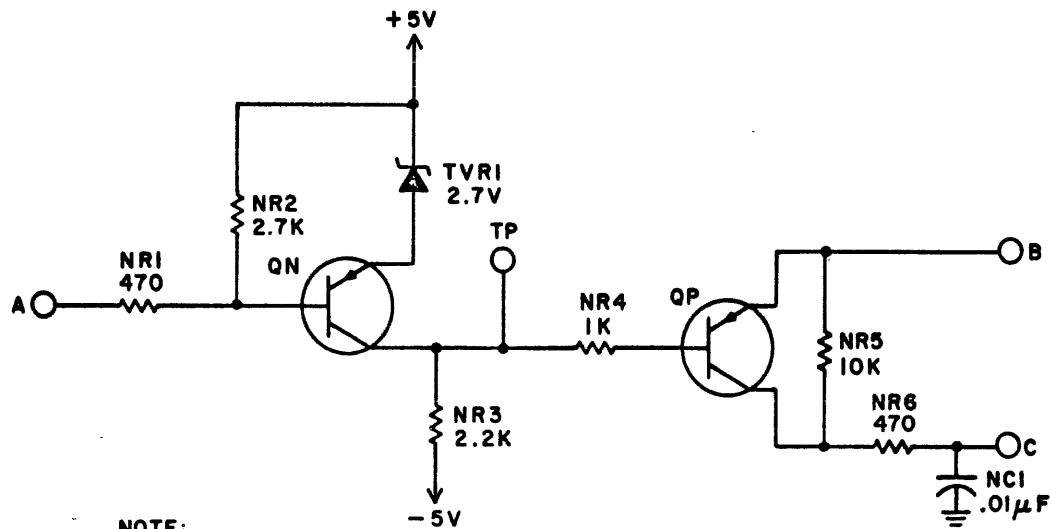 +5V
TVR1
2.7V
NR2
2.7K
TP
NR1
470
QN
A
NR4
1K
QP
B
NR5
10K
NR3
2.2K
NR6
470
C
NC1
.01µF
-5V
NOTE: